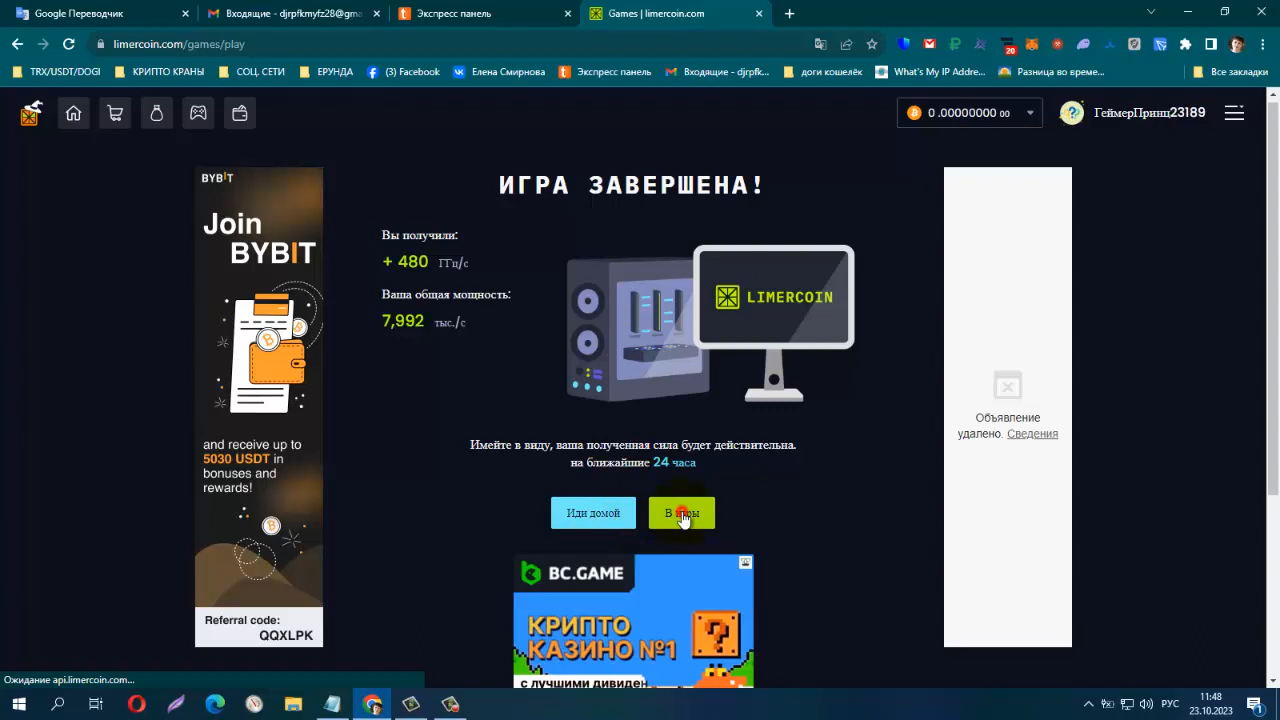 Google Переводчик
Входящие - djrpfkmyfz28@gma
Экспресс панель
Games | limercoin.com
limercoin.com/games/play
20
TRX/USDT/DOGI
КРИПТО КРАНЫ
СОЦ. СЕТИ
ЕРУНДА
(3) Facebook
Елена Смирнова
Экспресс панель
Входящие - djrpfk...
доги кошелёк
What's My IP Addre...
Разница во време...
Все закладки
0 .00000000 00
ГеймерПринц23189
BYBIT
Join
BYBIT
and receive up to
5030 USDT in
bonuses and
rewards!
Referral code:
QQXLPK
ИГРА ЗАВЕРШЕНА!
Вы получили:
+ 480 ГГц/с
Ваша общая мощность:
7,992 тыс./с
LIMERCOIN
Имейте в виду, ваша полученная сила будет действительна.
на ближайшие 24 часа
Иди домой
BC.GAME
КРИПТО
КАЗИНО №1
с лучшими дивиден
Объявление
удалено. Сведения
Ожидание api.limercoin.com...
РУС
11:48
23.10.2023